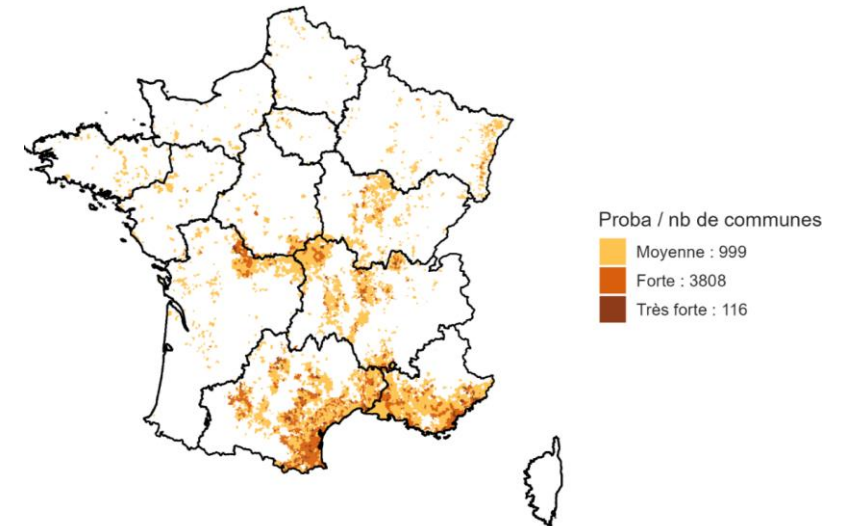 Proba / nb de communes
Moyenne : 999
Forte : 3808
Très forte : 116